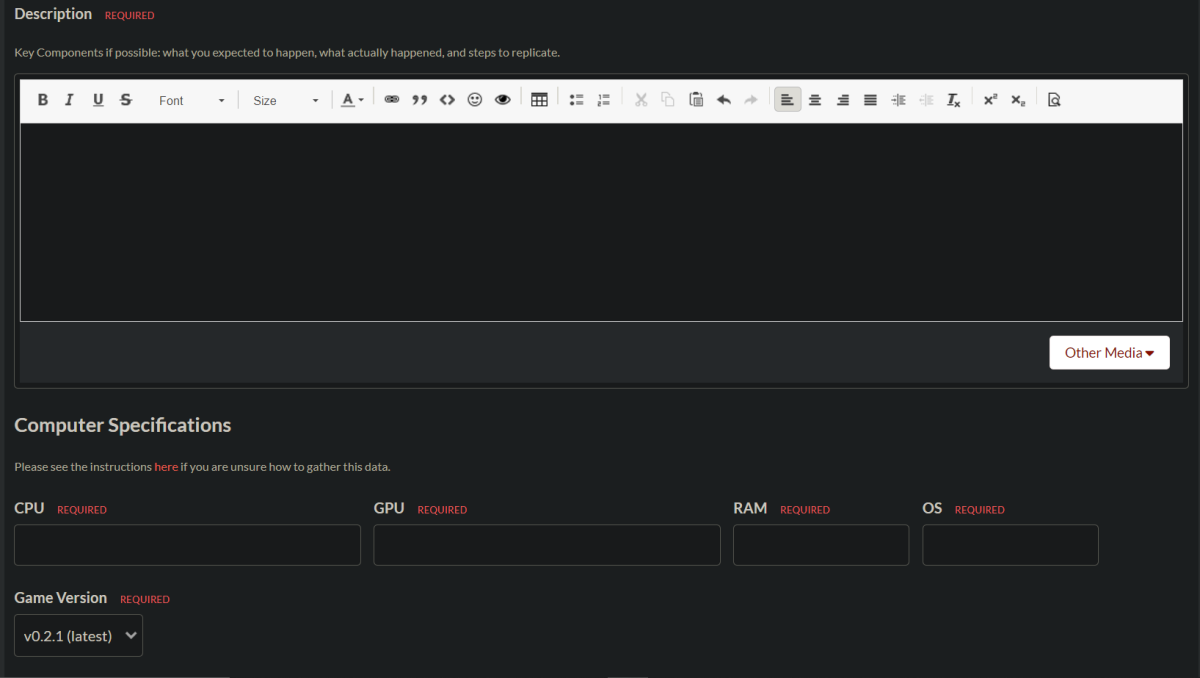 Description REQUIRED
Key Components if possible: what you expected to happen, what actually happened, and steps to replicate.
B I U S Font Size A
Other Media
Computer Specifications
Please see the instructions here if you are unsure how to gather this data.
CPU REQUIRED GPU REQUIRED RAM REQUIRED OS REQUIRED
Game Version REQUIRED
v0.2.1 (latest)